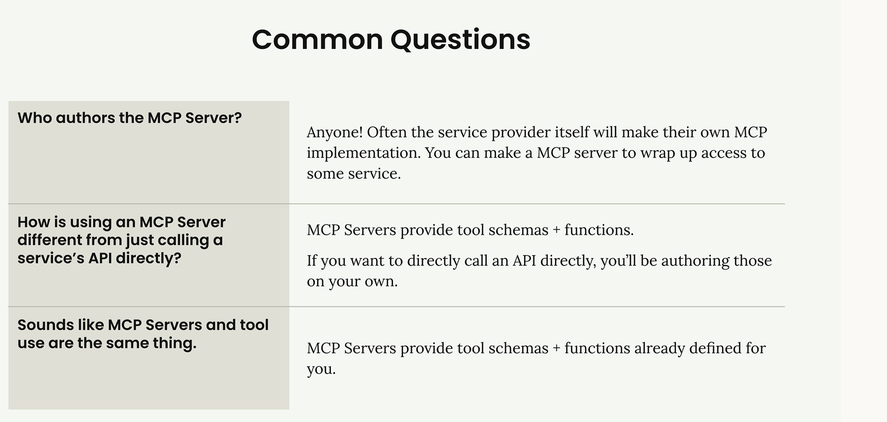 Common Questions
Who authors the MCP Server?
Anyone! Often the service provider itself will make their own MCP
implementation. You can make a MCP server to wrap up access to
some service.
How is using an MCP Server
different from just calling a
service’s API directly?
MCP Servers provide tool schemas + functions.
If you want to directly call an API directly, you’ll be authoring those
on your own.
Sounds like MCP Servers and tool
use are the same thing.
MCP Servers provide tool schemas + functions already defined for
you.